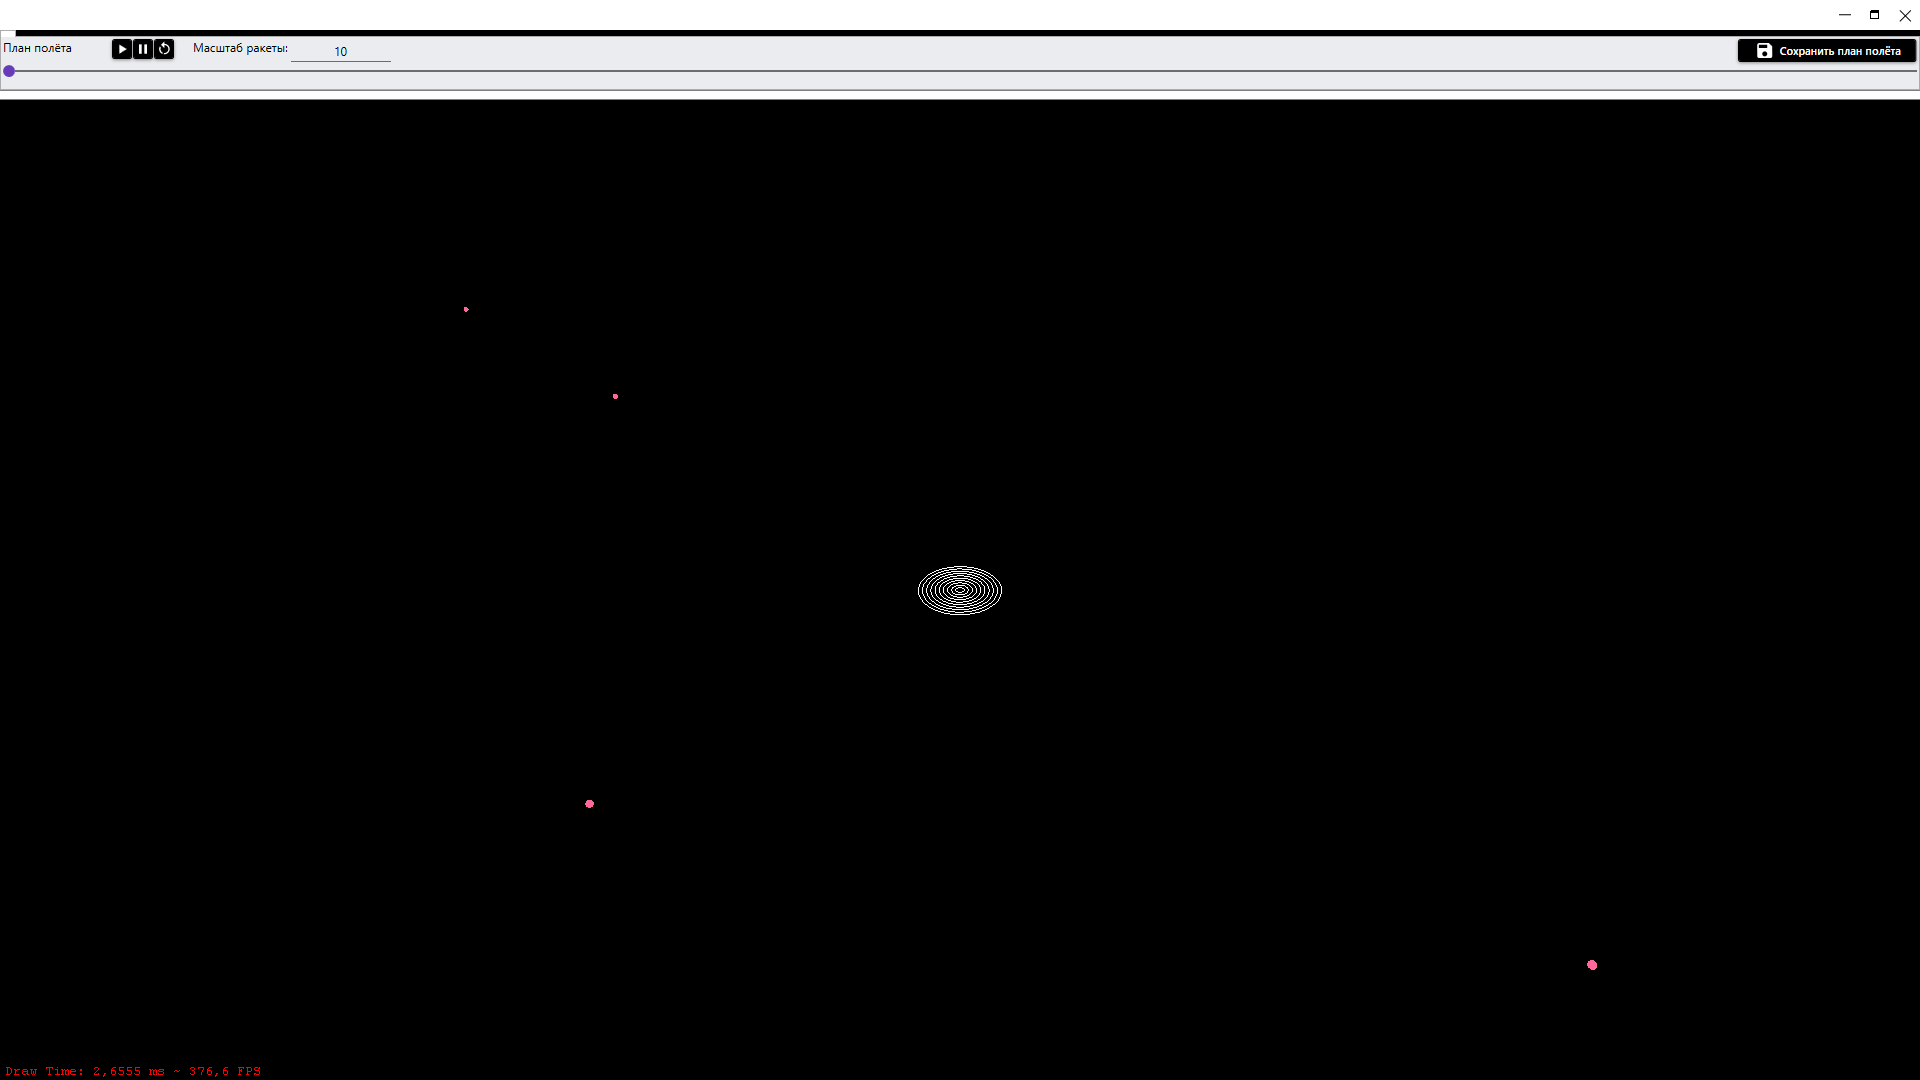 План полёта
Масштаб ракеты:
10
Сохранить план полёта
Draw Time: 2,6555 ms ~ 376,6 FPS